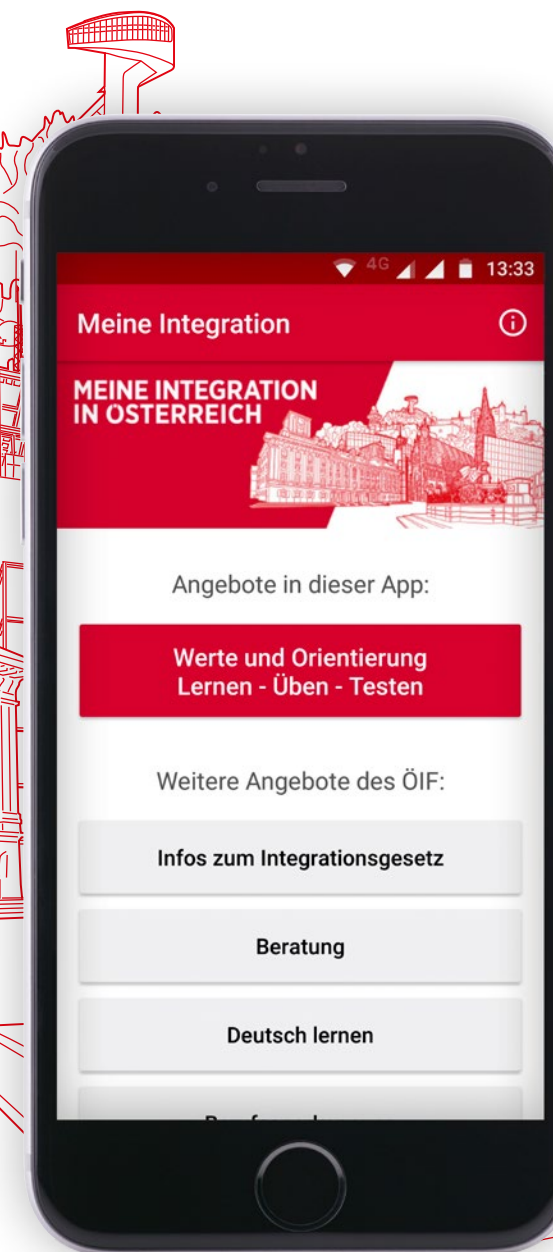 4G 13:33
Meine Integration
MEINE INTEGRATION
IN ÖSTERREICH
Angebote in dieser App:
Werte und Orientierung
Lernen - Üben - Testen
Weitere Angebote des ÖIF:
Infos zum Integrationsgesetz
Beratung
Deutsch lernen